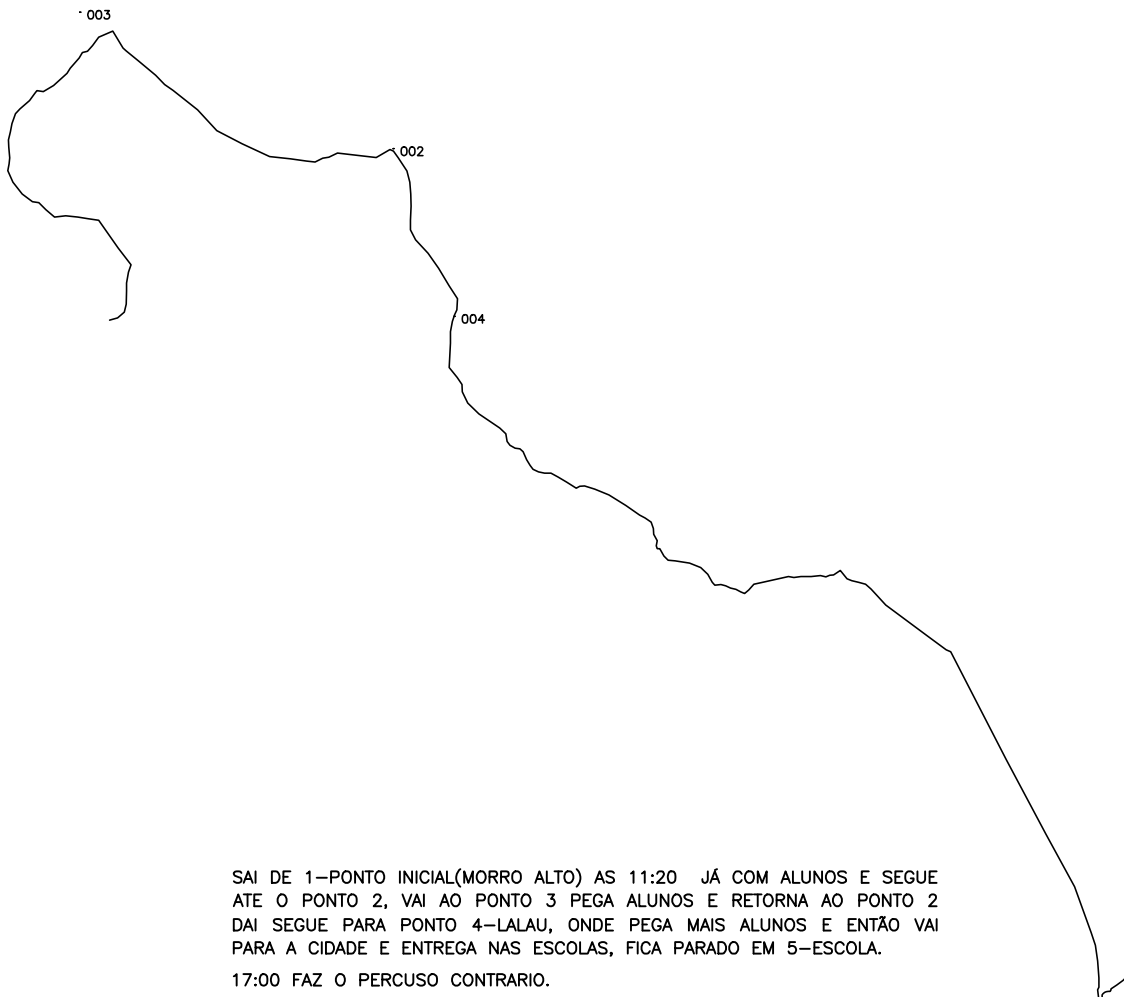 003
002
004
SAI DE 1-PONTO INICIAL(MORRO ALTO) AS 11:20 JÁ COM ALUNOS E SEGUE
ATE O PONTO 2, VAI AO PONTO 3 PEGA ALUNOS E RETORNA AO PONTO 2
DAI SEGUE PARA PONTO 4-LALAU, ONDE PEGA MAIS ALUNOS E ENTÃO VAI
PARA A CIDADE E ENTREGA NAS ESCOLAS, FICA PARADO EM 5-ESCOLA.
17:00 FAZ O PERCUSO CONTRARIO.